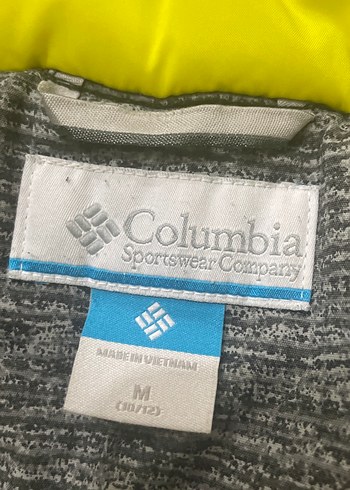 Columbia
Sportswear Company
MADE IN VIETNAM
M
(10/12)